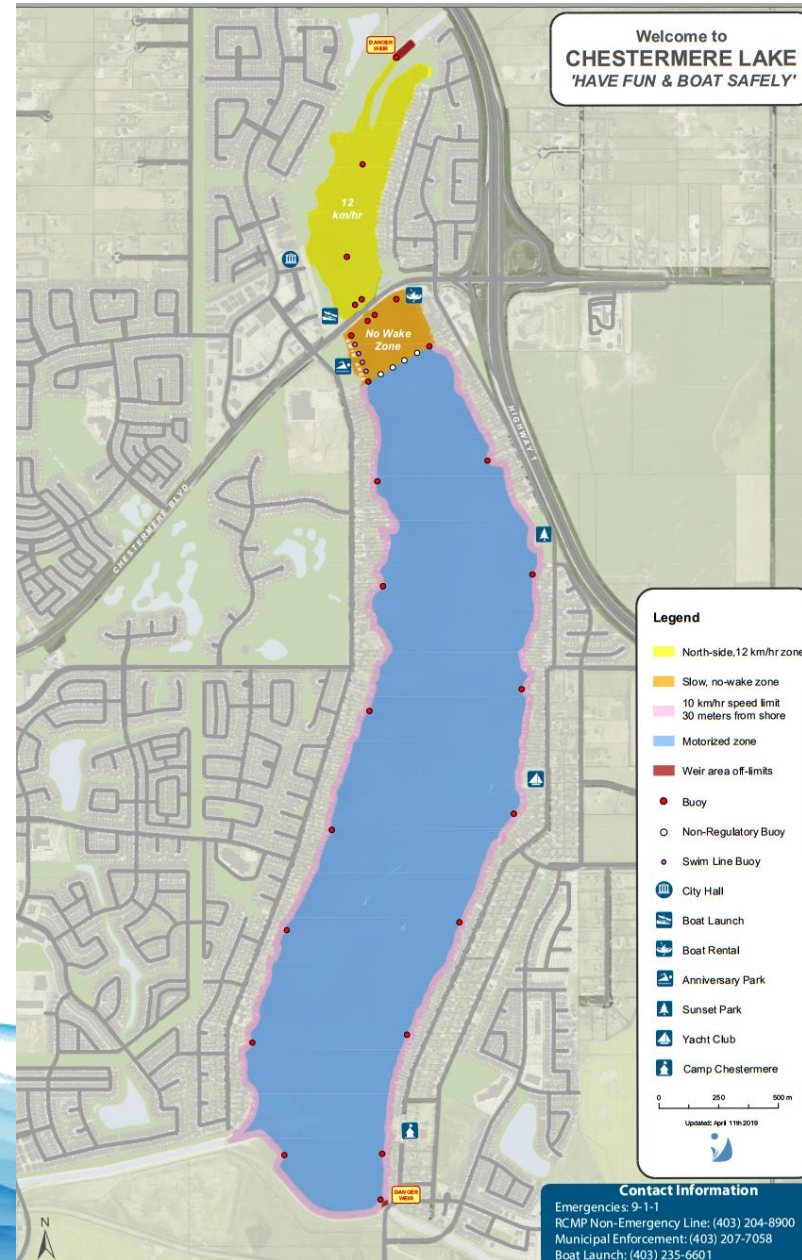 Welcome to
CHESTERMERE LAKE
'HAVE FUN & BOAT SAFELY'
DANGER
WEIR
12
km/hr
No Wake
Zone
HIGHWAY 1
CHESTERMERE BLVD
Legend
North-side,12 km/hr zone
Slow, no-wake zone
10 km/hr speed limit
30 meters from shore
Motorized zone
Weir area off-limits
Buoy
Non-Regulatory Buoy
Swim Line Buoy
City Hall
Boat Launch
Boat Rental
Anniversary Park
Sunset Park
Yacht Club
Camp Chestermere
0 250 500 m
Updated: April 11th 2019
DANGER
WEIR
N
Contact Information
Emergencies: 9-1-1
RCMP Non-Emergency Line: (403) 204-8900
Municipal Enforcement: (403) 207-7058
Boat Launch: (403) 235-6601